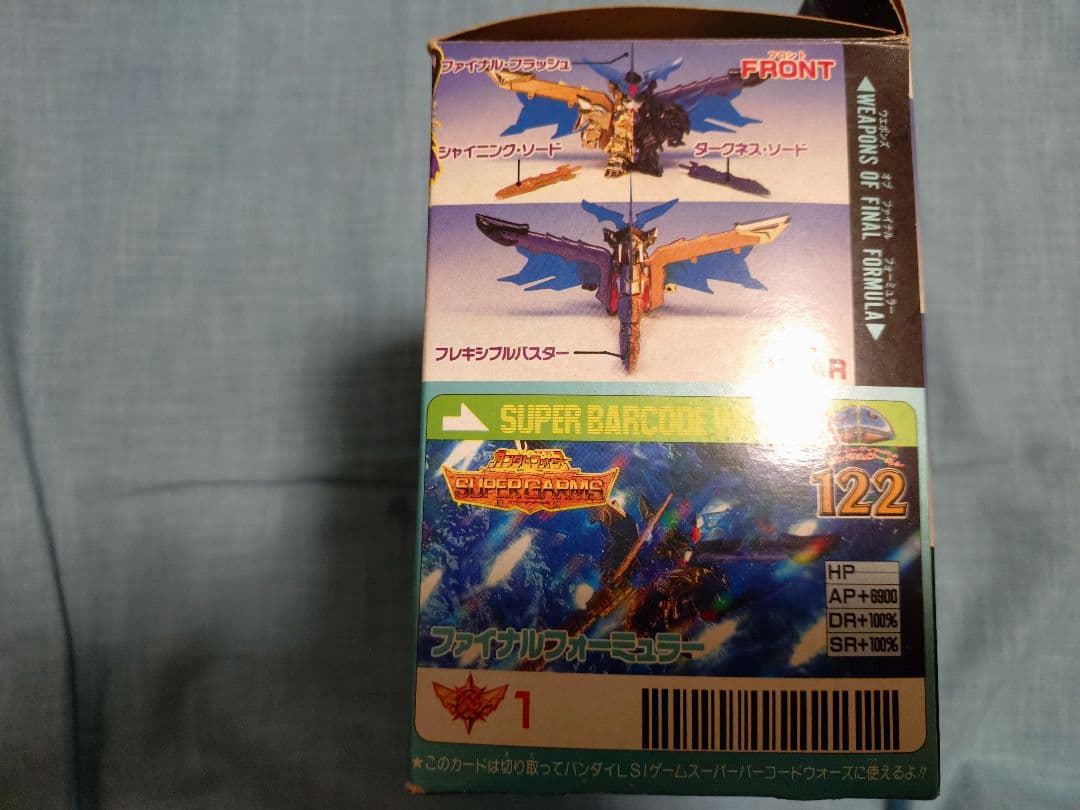 ファイナル・フラッシュ
フロント
FRONT
シャイニング・ソード
ダークネス・ソード
ウェポンズ オブ ファイナル フォーミュラー
◀WEAPONS OF FINAL FORMULA▶
フレキシブルバスター
SUPER BARCODE
SUPER GARMS
122
HP
AP+6900
DR+100%
SR+100%
ファイナルフォーミュラー
1
★このカードは切り取ってバンダイLSIゲームスーパーバーコードウォーズに使えるよ!!